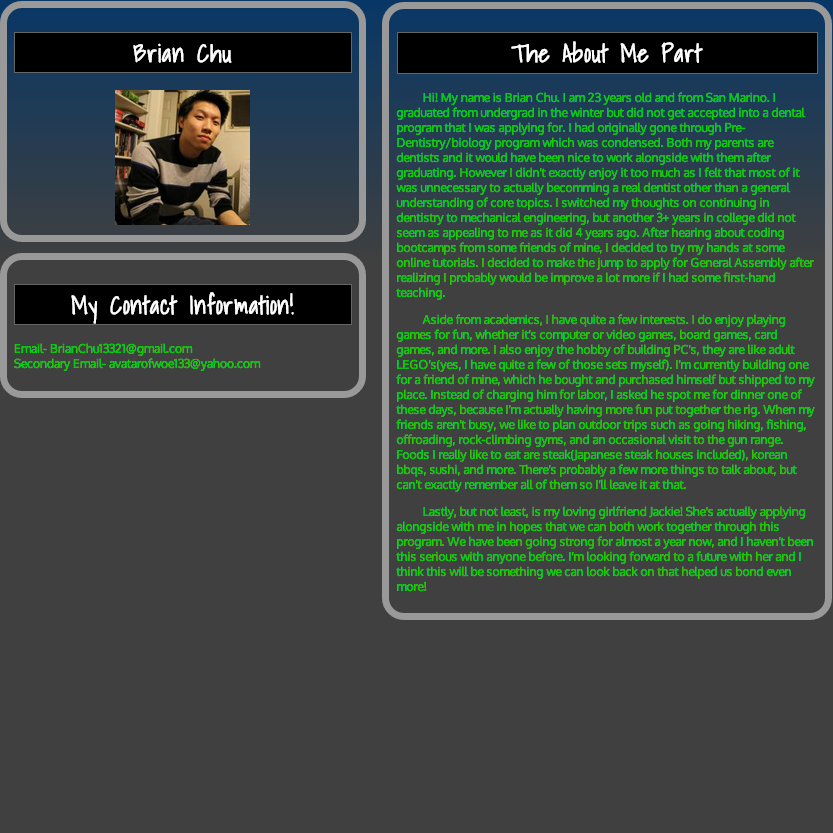 Brian Chu
My Contact Information!
Email- BrianChu13321@gmail.com
Secondary Email- avatarofwoe133@yahoo.com
The About Me Part
Hi! My name is Brian Chu. I am 23 years old and from San Marino. I
graduated from undergrad in the winter but did not get accepted into a dental
program that I was applying for. I had originally gone through Pre-
Dentistry/biology program which was condensed. Both my parents are
dentists and it would have been nice to work alongside with them after
graduating. However I didn't exactly enjoy it too much as I felt that most of it
was unnecessary to actually becomming a real dentist other than a general
understanding of core topics. I switched my thoughts on continuing in
dentistry to mechanical engineering, but another 3+ years in college did not
seem as appealing to me as it did 4 years ago. After hearing about coding
bootcamps from some friends of mine, I decided to try my hands at some
online tutorials. I decided to make the jump to apply for General Assembly after
realizing I probably would be improve a lot more if I had some first-hand
teaching.
Aside from academics, I have quite a few interests. I do enjoy playing
games for fun, whether it's computer or video games, board games, card
games, and more. I also enjoy the hobby of building PC's, they are like adult
LEGO's(yes, I have quite a few of those sets myself). I'm currently building one
for a friend of mine, which he bought and purchased himself but shipped to my
place. Instead of charging him for labor, I asked he spot me for dinner one of
these days, because I'm actually having more fun put together the rig. When my
friends aren't busy, we like to plan outdoor trips such as going hiking, fishing,
offroading, rock-climbing gyms, and an occasional visit to the gun range.
Foods I really like to eat are steak(Japanese steak houses included), korean
bbqs, sushi, and more. There's probably a few more things to talk about, but
can't exactly remember all of them so I'll leave it at that.
Lastly, but not least, is my loving girlfriend Jackie! She's actually applying
alongside with me in hopes that we can both work together through this
program. We have been going strong for almost a year now, and I haven't been
this serious with anyone before. I'm looking forward to a future with her and I
think this will be something we can look back on that helped us bond even
more!